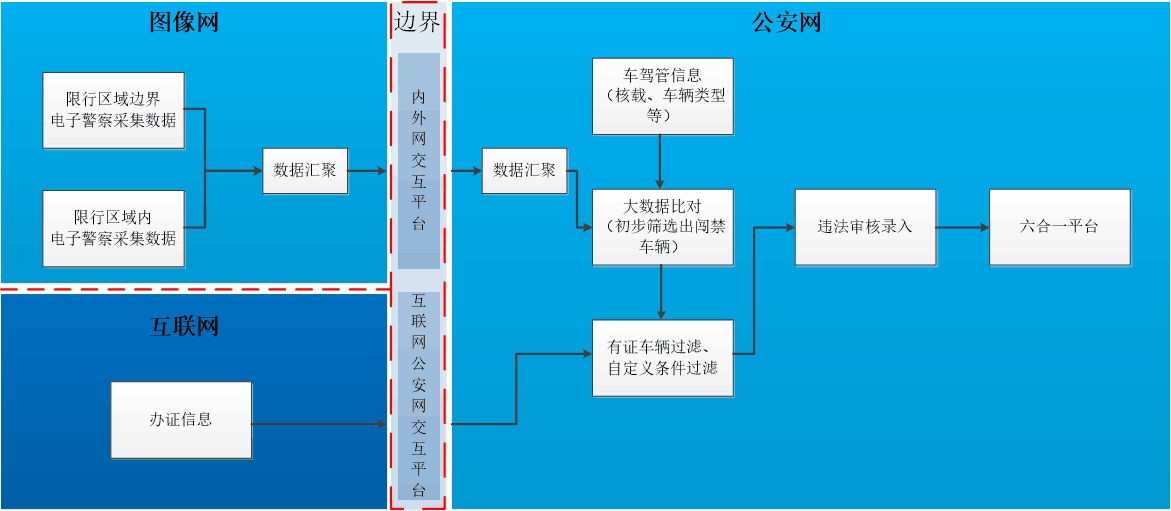 图像网
限行区域边界
电子警察采集数据
限行区域内
电子警察采集数据
数据汇聚
互联网
办证信息
边界
内外网交互平台
互联网公安网交互平台
公安网
车驾管信息
（核载、车辆类型
等）
数据汇聚
大数据比对
（初步筛选出闯禁
车辆）
有证车辆过滤、
自定义条件过滤
违法审核录入
六合一平台